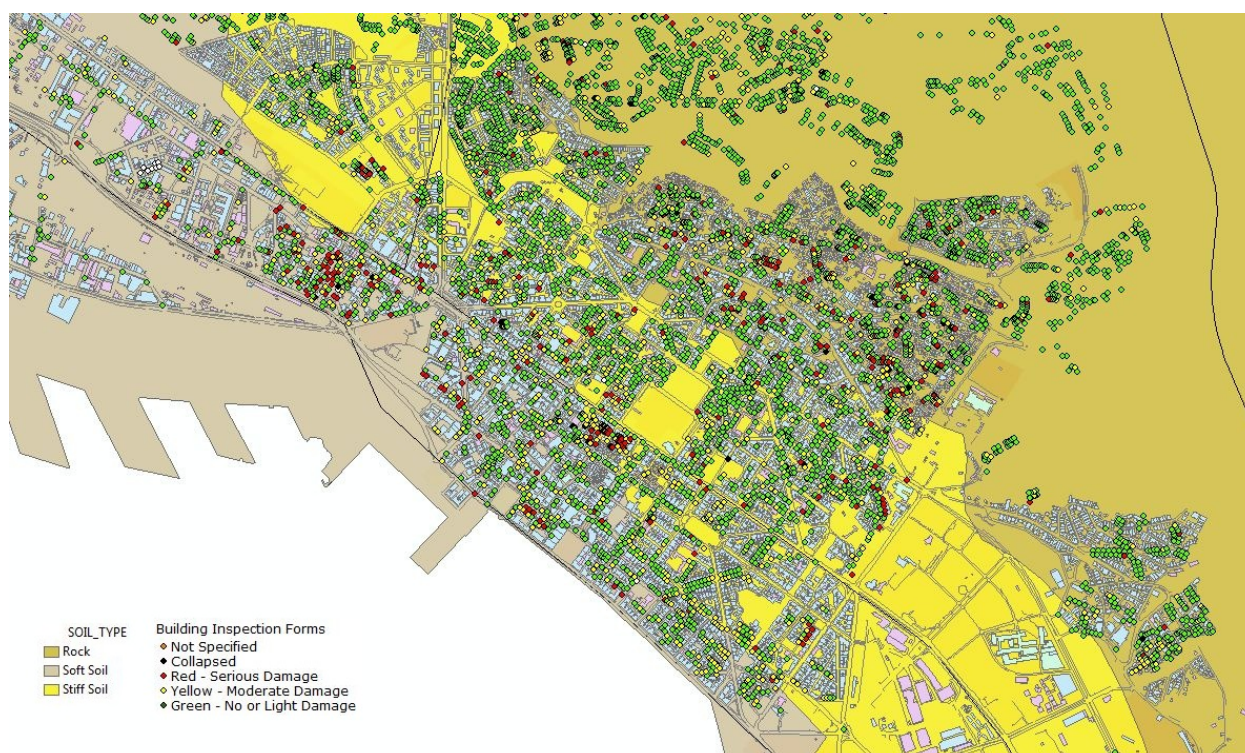 SOIL_TYPE
Rock
Soft Soil
Stiff Soil
Building Inspection Forms
Not Specified
Collapsed
Red - Serious Damage
Yellow - Moderate Damage
Green - No or Light Damage